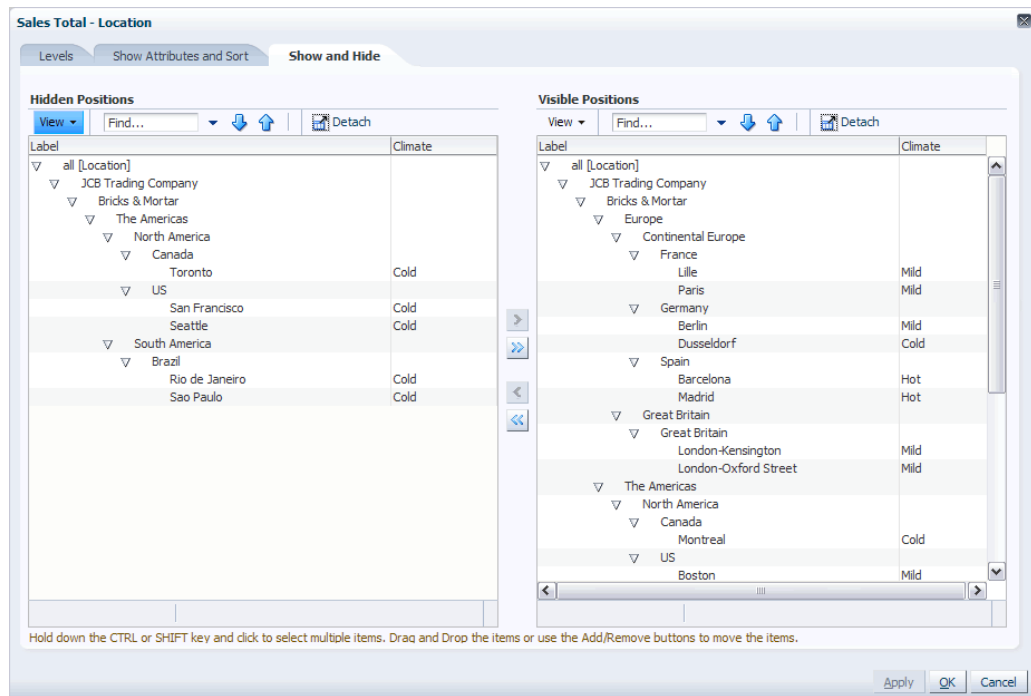 Sales Total - Location
Levels Show Attributes and Sort Show and Hide
Hidden Positions
View Find... Detach
Label Climate
all [Location]
JCB Trading Company
Bricks & Mortar
The Americas
North America
Canada
Toronto Cold
US
San Francisco Cold
Seattle Cold
South America
Brazil
Rio de Janeiro Cold
Sao Paulo Cold
Visible Positions
View Find... Detach
Label Climate
all [Location]
JCB Trading Company
Bricks & Mortar
Europe
Continental Europe
France
Lille Mild
Paris Mild
Germany
Berlin Mild
Dusseldorf Cold
Spain
Barcelona Hot
Madrid Hot
Great Britain
Great Britain
London-Kensington Mild
London-Oxford Street Mild
The Americas
North America
Canada
Montreal Cold
US
Boston Mild
Hold down the CTRL or SHIFT key and click to select multiple items. Drag and Drop the items or use the Add/Remove buttons to move the items.
Apply OK Cancel